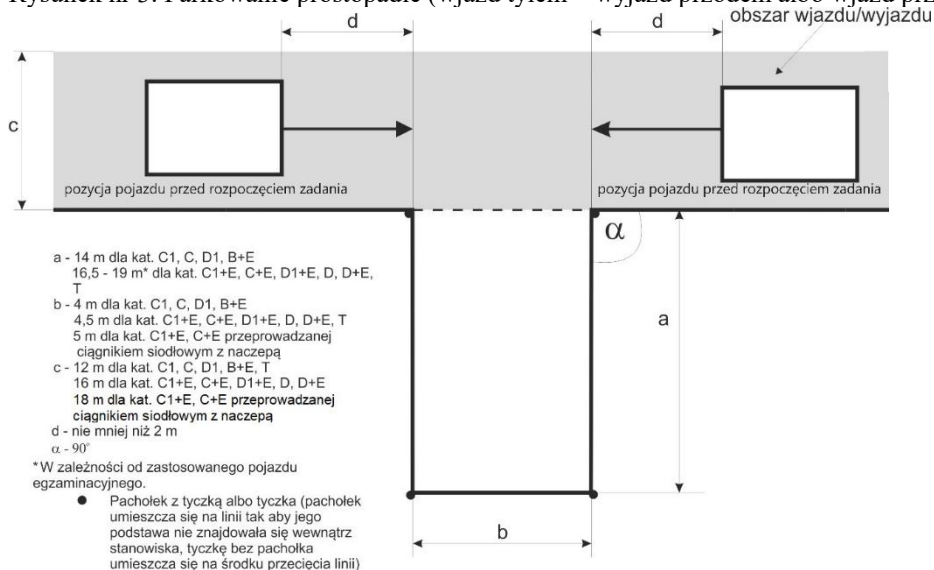 Rysunek nr 3. Parkowanie prostopadłe (wjazd tyłem – wyjazd przodem albo wjazd
obszar wjazdu/wyjazdu
d
d
c
pozycja pojazdu przed rozpoczęciem zadania
pozycja pojazdu przed rozpoczęciem zadania
α
a - 14 m dla kat. C1, C, D1, B+E
16,5 - 19 m* dla kat. C1+E, C+E, D1+E, D, D+E,
T
b - 4 m dla kat. C1, C, D1, B+E
4,5 m dla kat. C1+E, C+E, D1+E, D, D+E, T
5 m dla kat. C1+E, C+E przeprowadzanej
ciągnikiem siodłowym z naczepą
c - 12 m dla kat. C1, C, D1, B+E, T
16 m dla kat. C1+E, C+E, D1+E, D, D+E
18 m dla kat. C1+E, C+E przeprowadzanej
ciągnikiem siodłowym z naczepą
d - nie mniej niż 2 m
α - 90°
*W zależności od zastosowanego pojazdu
egzaminacyjnego.
● Pachołek z tyczką albo tyczka (pachołek
umieszcza się na linii tak aby jego
podstawa nie znajdowała się wewnątrz
stanowiska, tyczkę bez pachołka
umieszcza się na środku przecięcia linii)
a
b